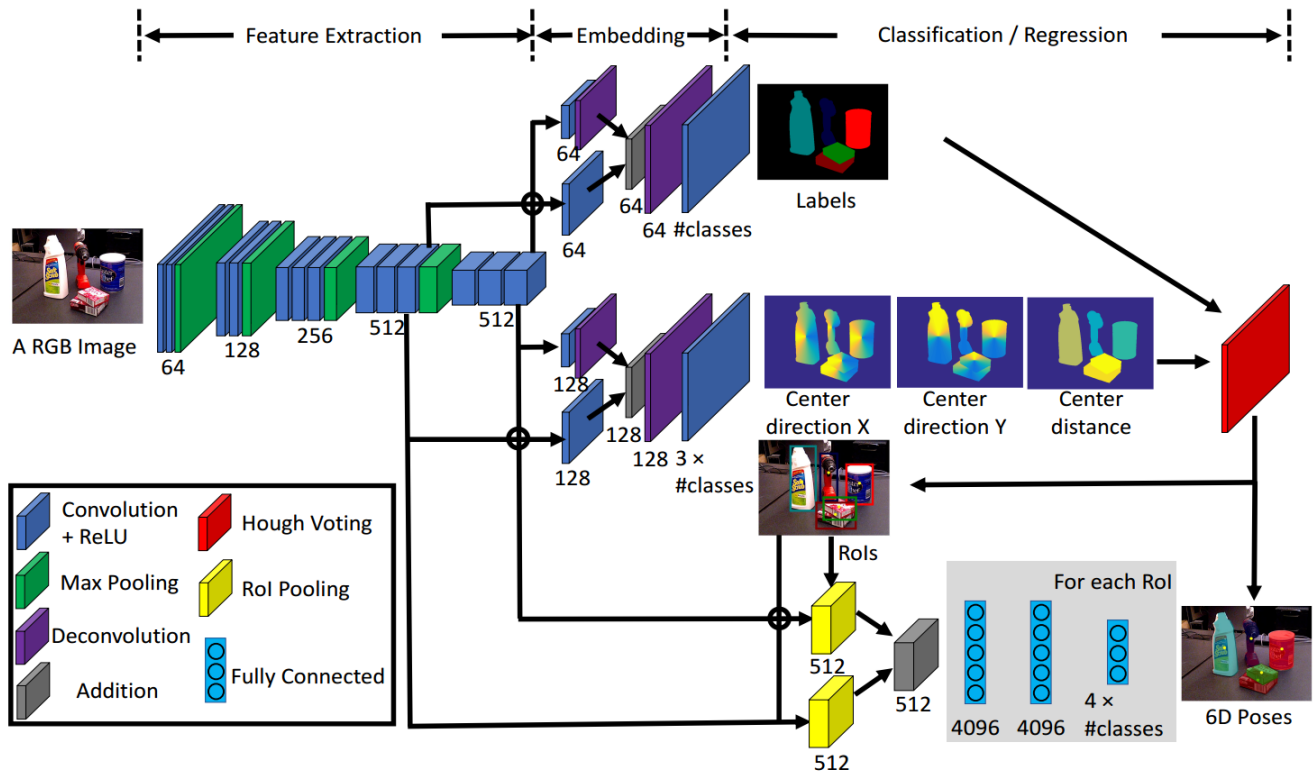 Feature Extraction
Embedding
Classification / Regression
64
64
64
64
#classes
Labels
A RGB Image
64
128
256
512
512
128
128
128
128
3 ×
#classes
Center
direction X
Center
direction Y
Center
distance
RoIs
Convolution
+ ReLU
Hough Voting
Max Pooling
RoI Pooling
Deconvolution
Addition
Fully Connected
512
512
512
For each RoI
4096
4096
4 ×
#classes
6D Poses